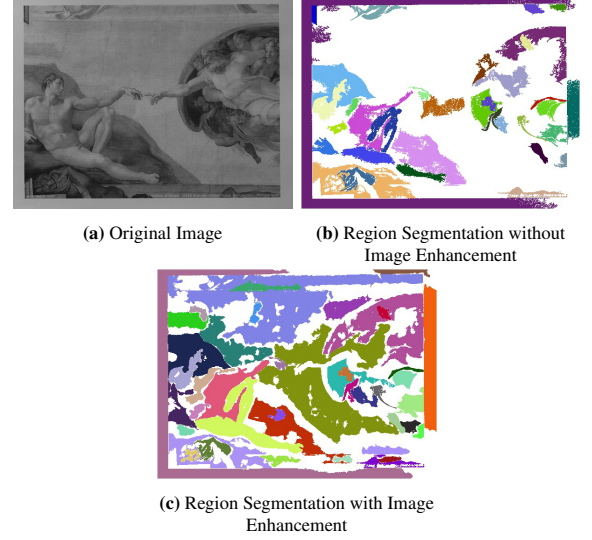 (a) Original Image
(b) Region Segmentation without
Image Enhancement
(c) Region Segmentation with Image
Enhancement